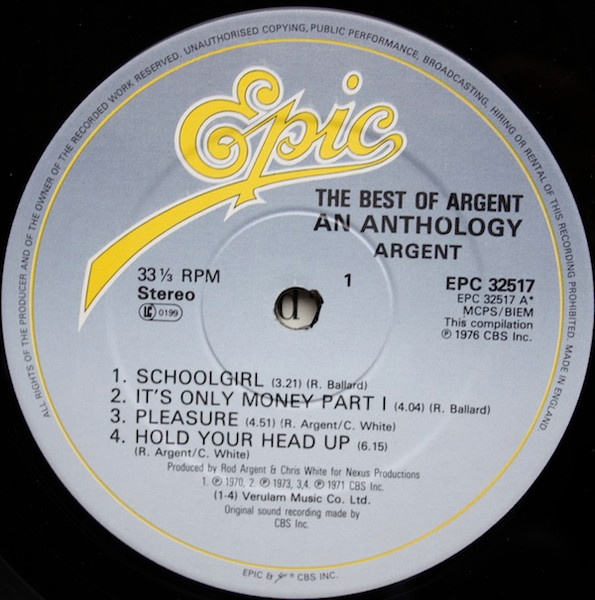 ALL RIGHTS OF THE PRODUCER AND OF THE OWNER OF THE RECORDED WORK RESERVED. UNAUTHORISED COPYING, PUBLIC PERFORMANCE, BROADCASTING, HIRING OR RENTAL OF THIS RECORDING PROHIBITED. MADE IN ENGLAND.
Epic
THE BEST OF ARGENT
AN ANTHOLOGY
ARGENT
33 ⅓ RPM
Stereo
LC 0199
1
EPC 32517
EPC 32517 A*
MCPS/BIEM
This compilation
℗ 1976 CBS Inc.
1. SCHOOLGIRL (3.21) (R. Ballard)
2. IT'S ONLY MONEY PART I (4.04) (R. Ballard)
3. PLEASURE (4.51) (R. Argent/C. White)
4. HOLD YOUR HEAD UP (6.15)
(R. Argent/C. White)
Produced by Rod Argent & Chris White for Nexus Productions
1. ℗ 1970, 2. ℗ 1973, 3,4. ℗ 1971 CBS Inc.
(1-4) Verulam Music Co. Ltd.
Original sound recording made by
CBS Inc.
EPIC & ® CBS INC.